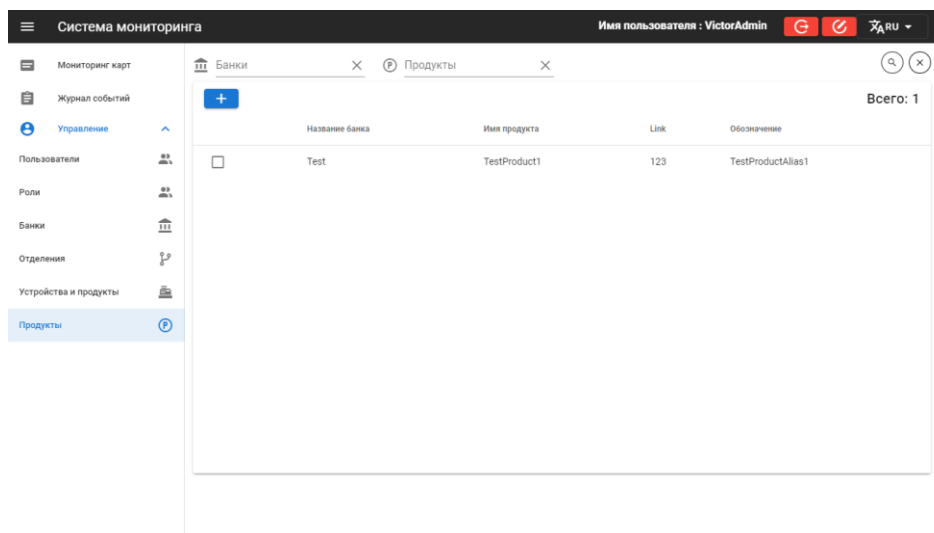 Система мониторинга
Имя пользователя : VictorAdmin
RU
Мониторинг карт
Журнал событий
Управление
Пользователи
Роли
Банки
Отделения
Устройства и продукты
Продукты
Банки
Продукты
Всего: 1
Название банка Имя продукта Link Обозначение
Test TestProduct1 123 TestProductAlias1